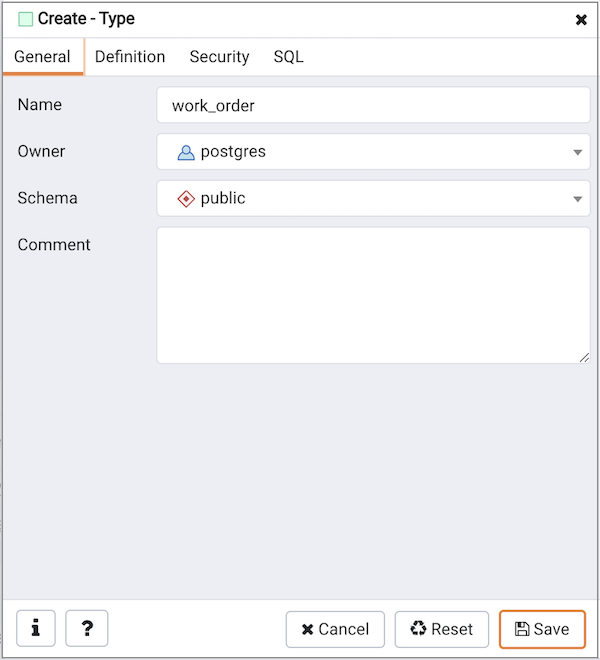 Create - Type
General Definition Security SQL
Name work_order
Owner postgres
Schema public
Comment
i ? Cancel Reset Save